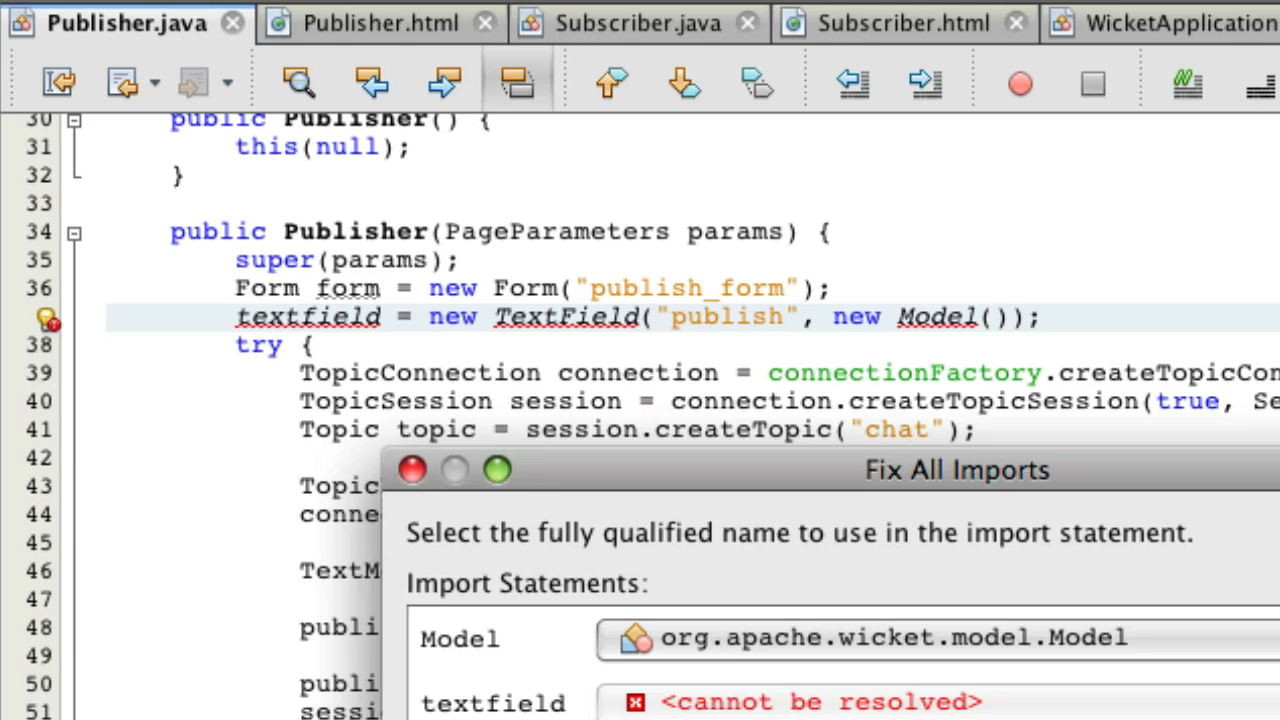 Publisher.java Publisher.html Subscriber.java Subscriber.html WicketApplication
30 public Publisher() {
31 this(null);
32 }
33
34 public Publisher(PageParameters params) {
35 super(params);
36 Form form = new Form("publish_form");
textfield = new TextField("publish", new Model());
38 try {
39 TopicConnection connection = connectionFactory.createTopicCon
40 TopicSession session = connection.createTopicSession(true, Se
41 Topic topic = session.createTopic("chat");
42
43 Topic
44 conne
45
46 TextM
47
48 publi
49
50 publi
51 sessi
Fix All Imports
Select the fully qualified name to use in the import statement.
Import Statements:
Model org.apache.wicket.model.Model
textfield <cannot be resolved>